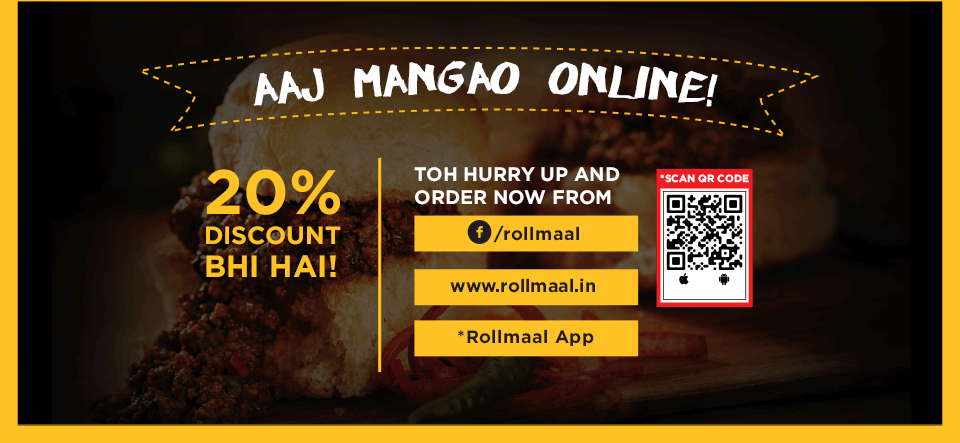 AAJ MANGAO ONLINE!
20%
DISCOUNT
BHI HAI!
TOH HURRY UP AND
ORDER NOW FROM
f/rollmaal
www.rollmaal.in
*Rollmaal App
*SCAN QR CODE